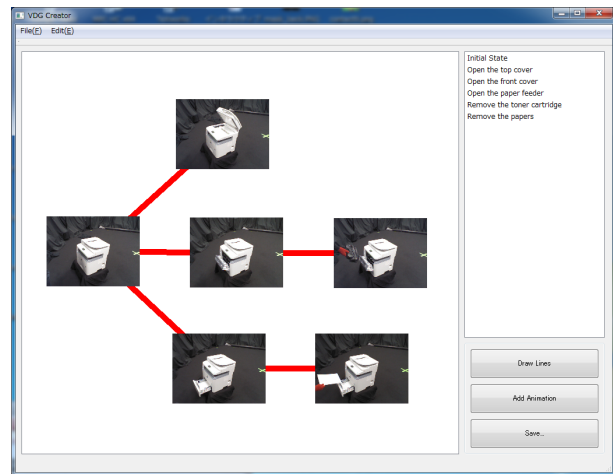 VDG Creator
File(F) Edit(E)
Initial State
Open the top cover
Open the front cover
Open the paper feeder
Remove the toner cartridge
Remove the papers
Draw Lines
Add Animation
Save...